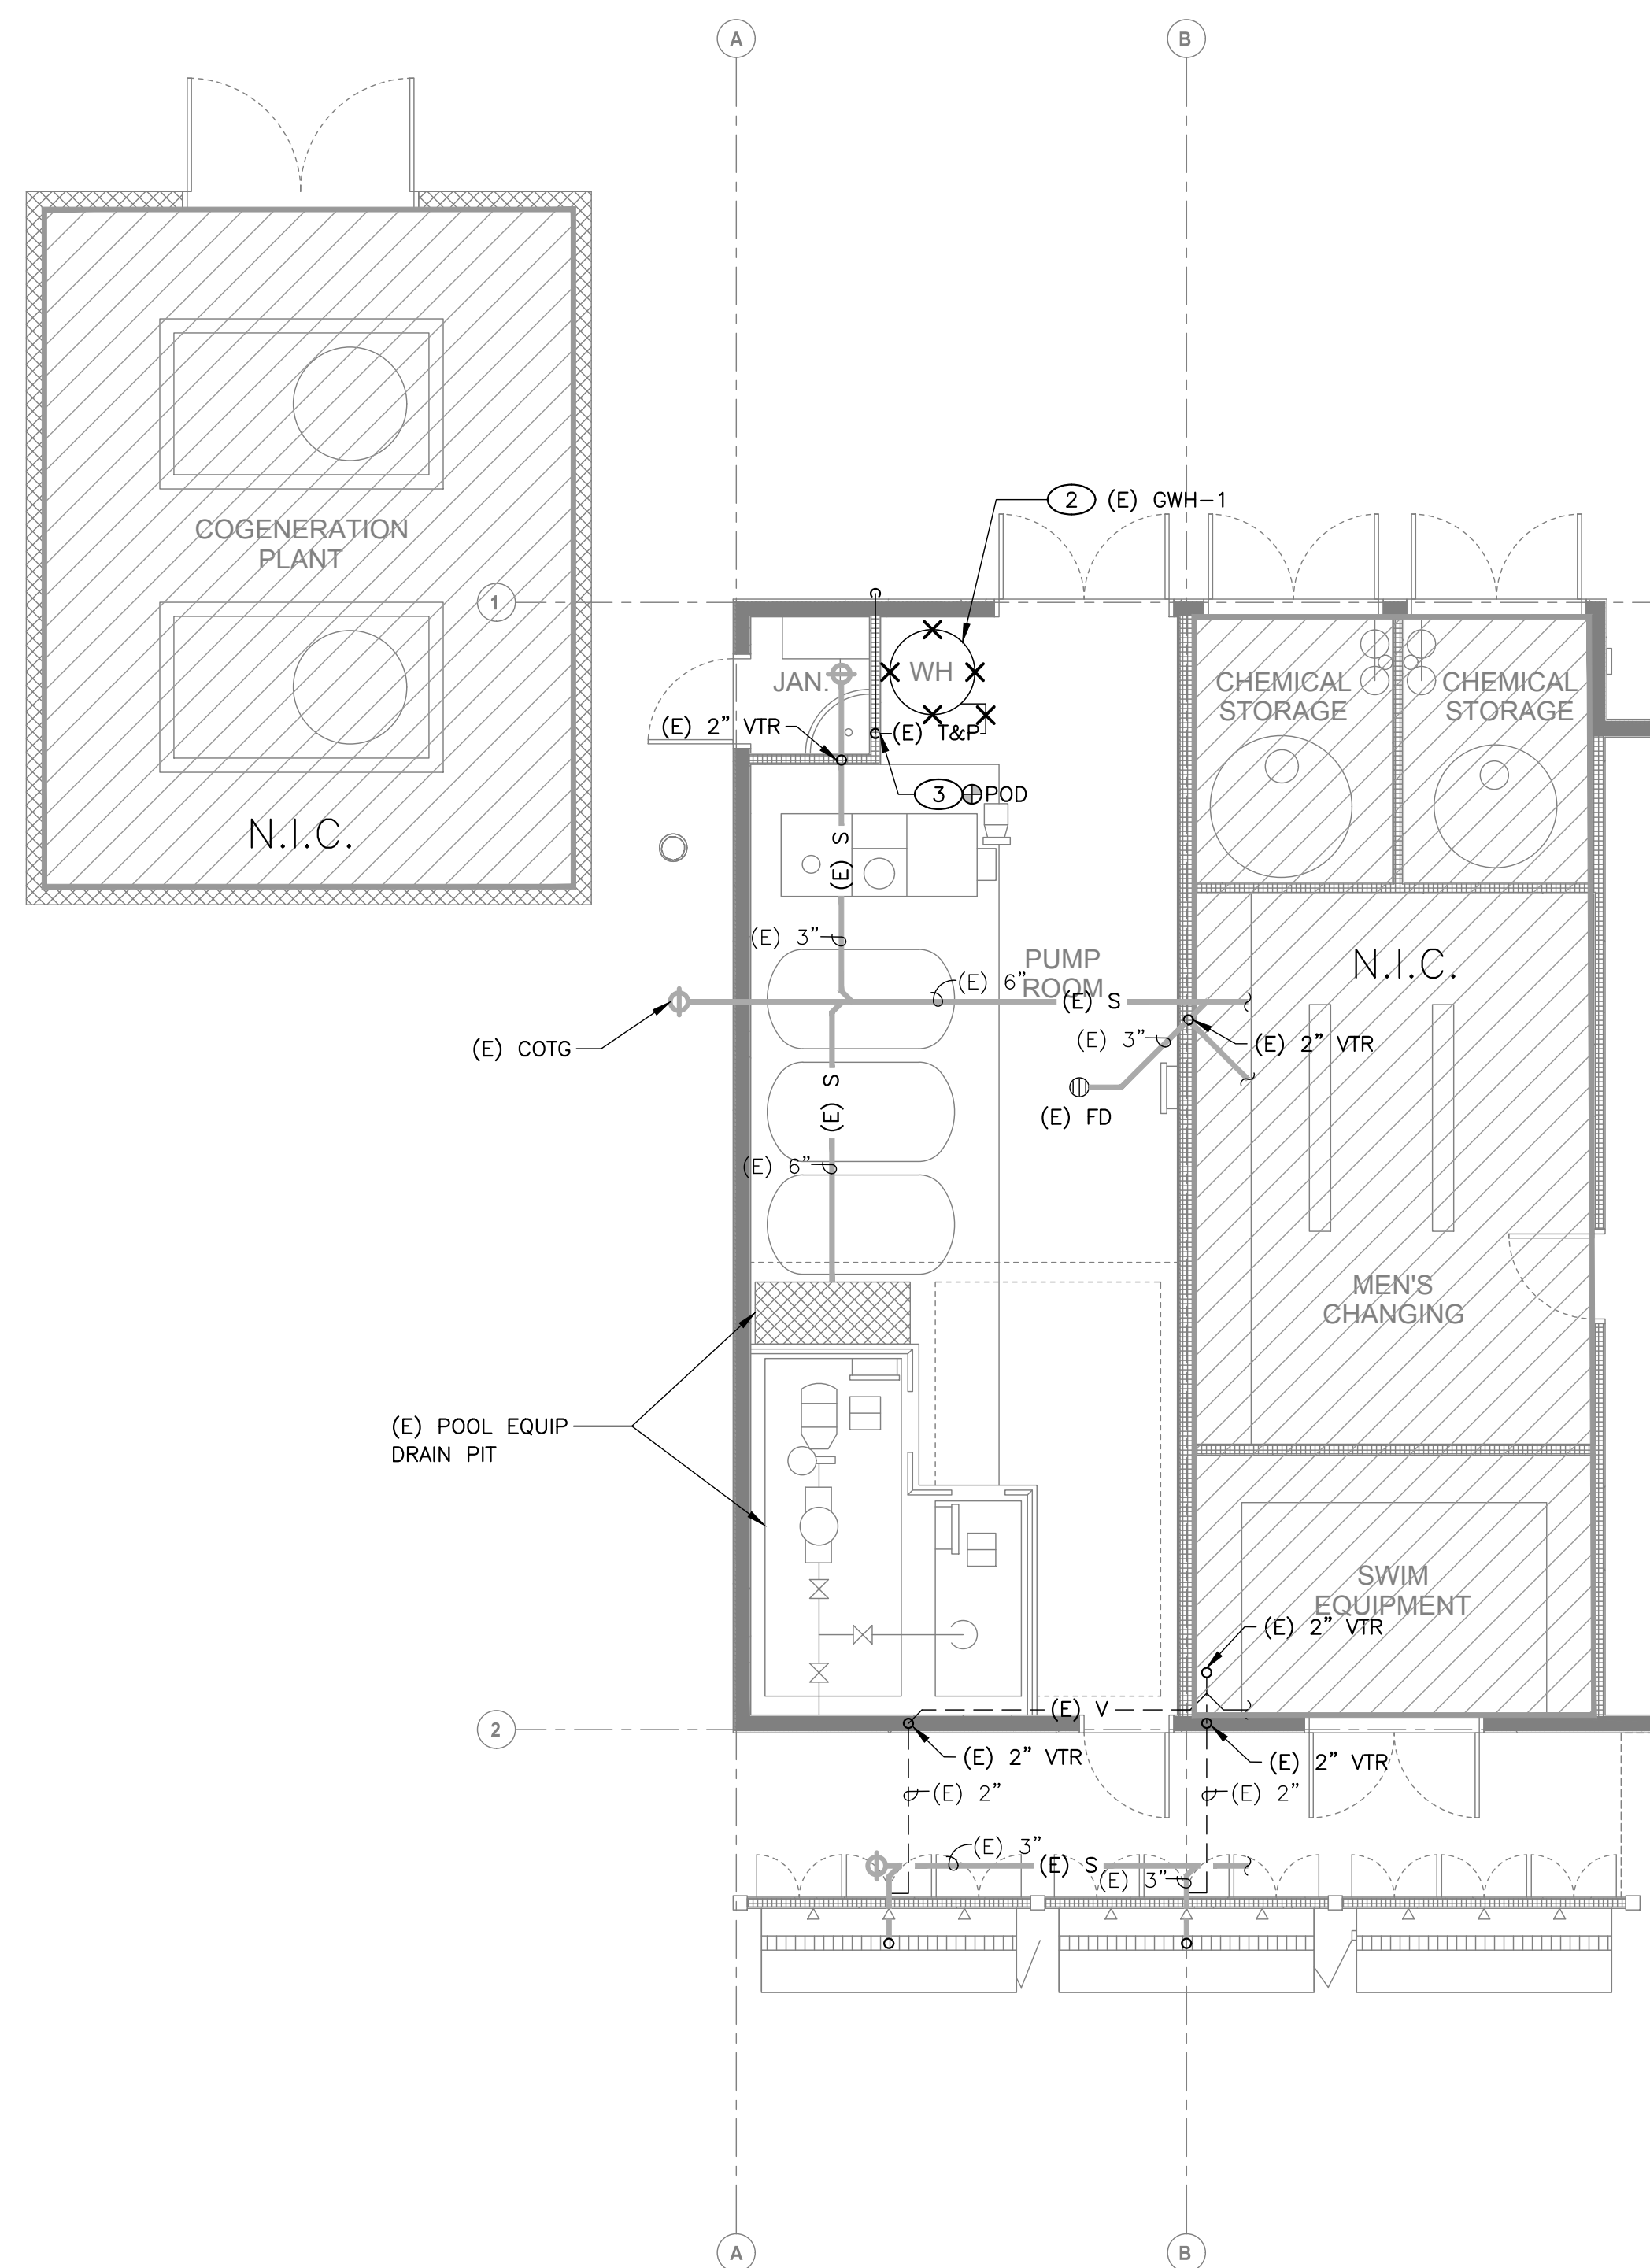 A
B
2 (E) GWH-1
COGENERATION
PLANT
1
WH
JAN.
CHEMICAL
STORAGE
CHEMICAL
STORAGE
(E) 2" VTR
(E) T&P
3 POD
N.I.C.
(E) S
(E) 3"
PUMP
ROOM
N.I.C.
(E) 6"
(E) S
(E) COTG
(E) 3"
(E) 2" VTR
(E) S
(E) FD
(E) 6"
MEN'S
CHANGING
(E) POOL EQUIP
DRAIN PIT
SWIM
EQUIPMENT
(E) 2" VTR
(E) V
2
(E) 2" VTR
(E) 2" VTR
(E) 2"
(E) 2"
(E) 3"
(E) S
(E) 3"
A
B